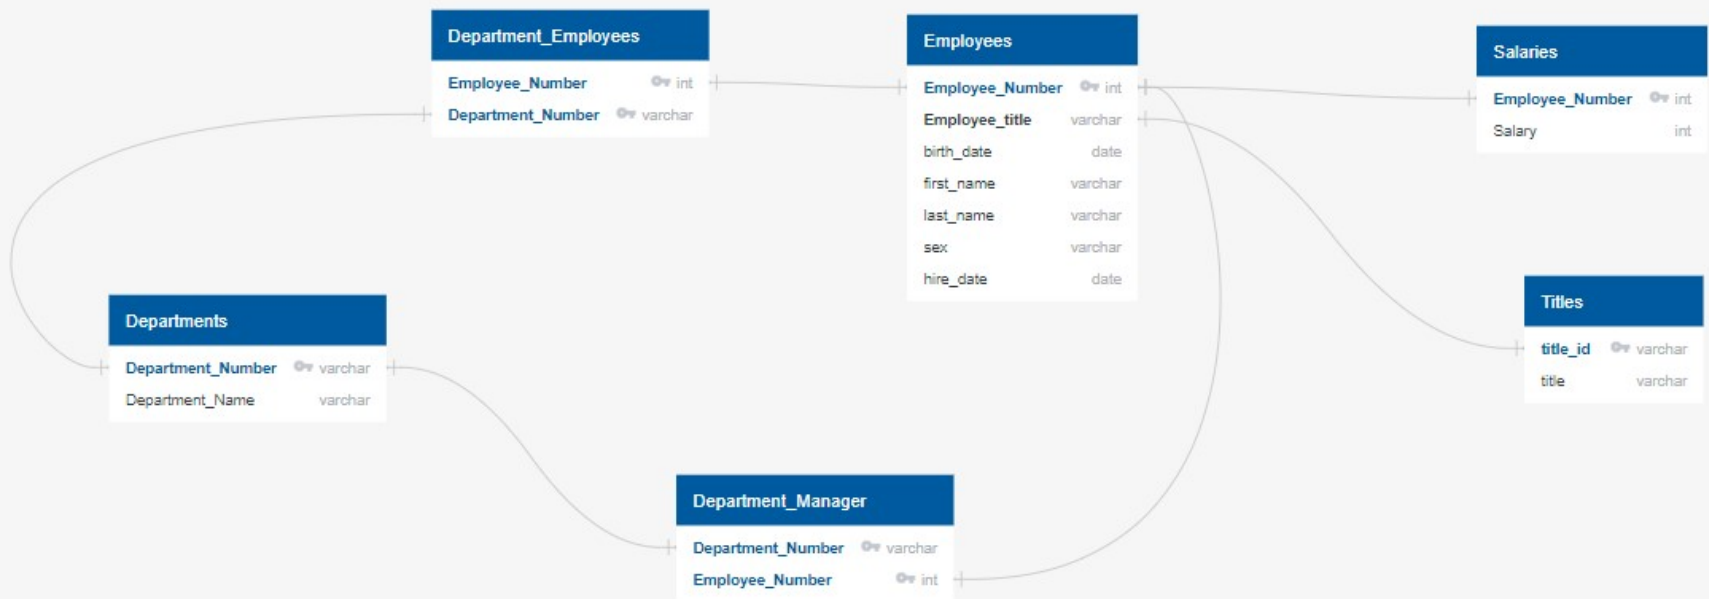 Department_Employees
Employee_Number int
Department_Number varchar
Employees
Employee_Number int
Employee_title varchar
birth_date date
first_name varchar
last_name varchar
sex varchar
hire_date date
Salaries
Employee_Number int
Salary int
Departments
Department_Number varchar
Department_Name varchar
Titles
title_id varchar
title varchar
Department_Manager
Department_Number varchar
Employee_Number int